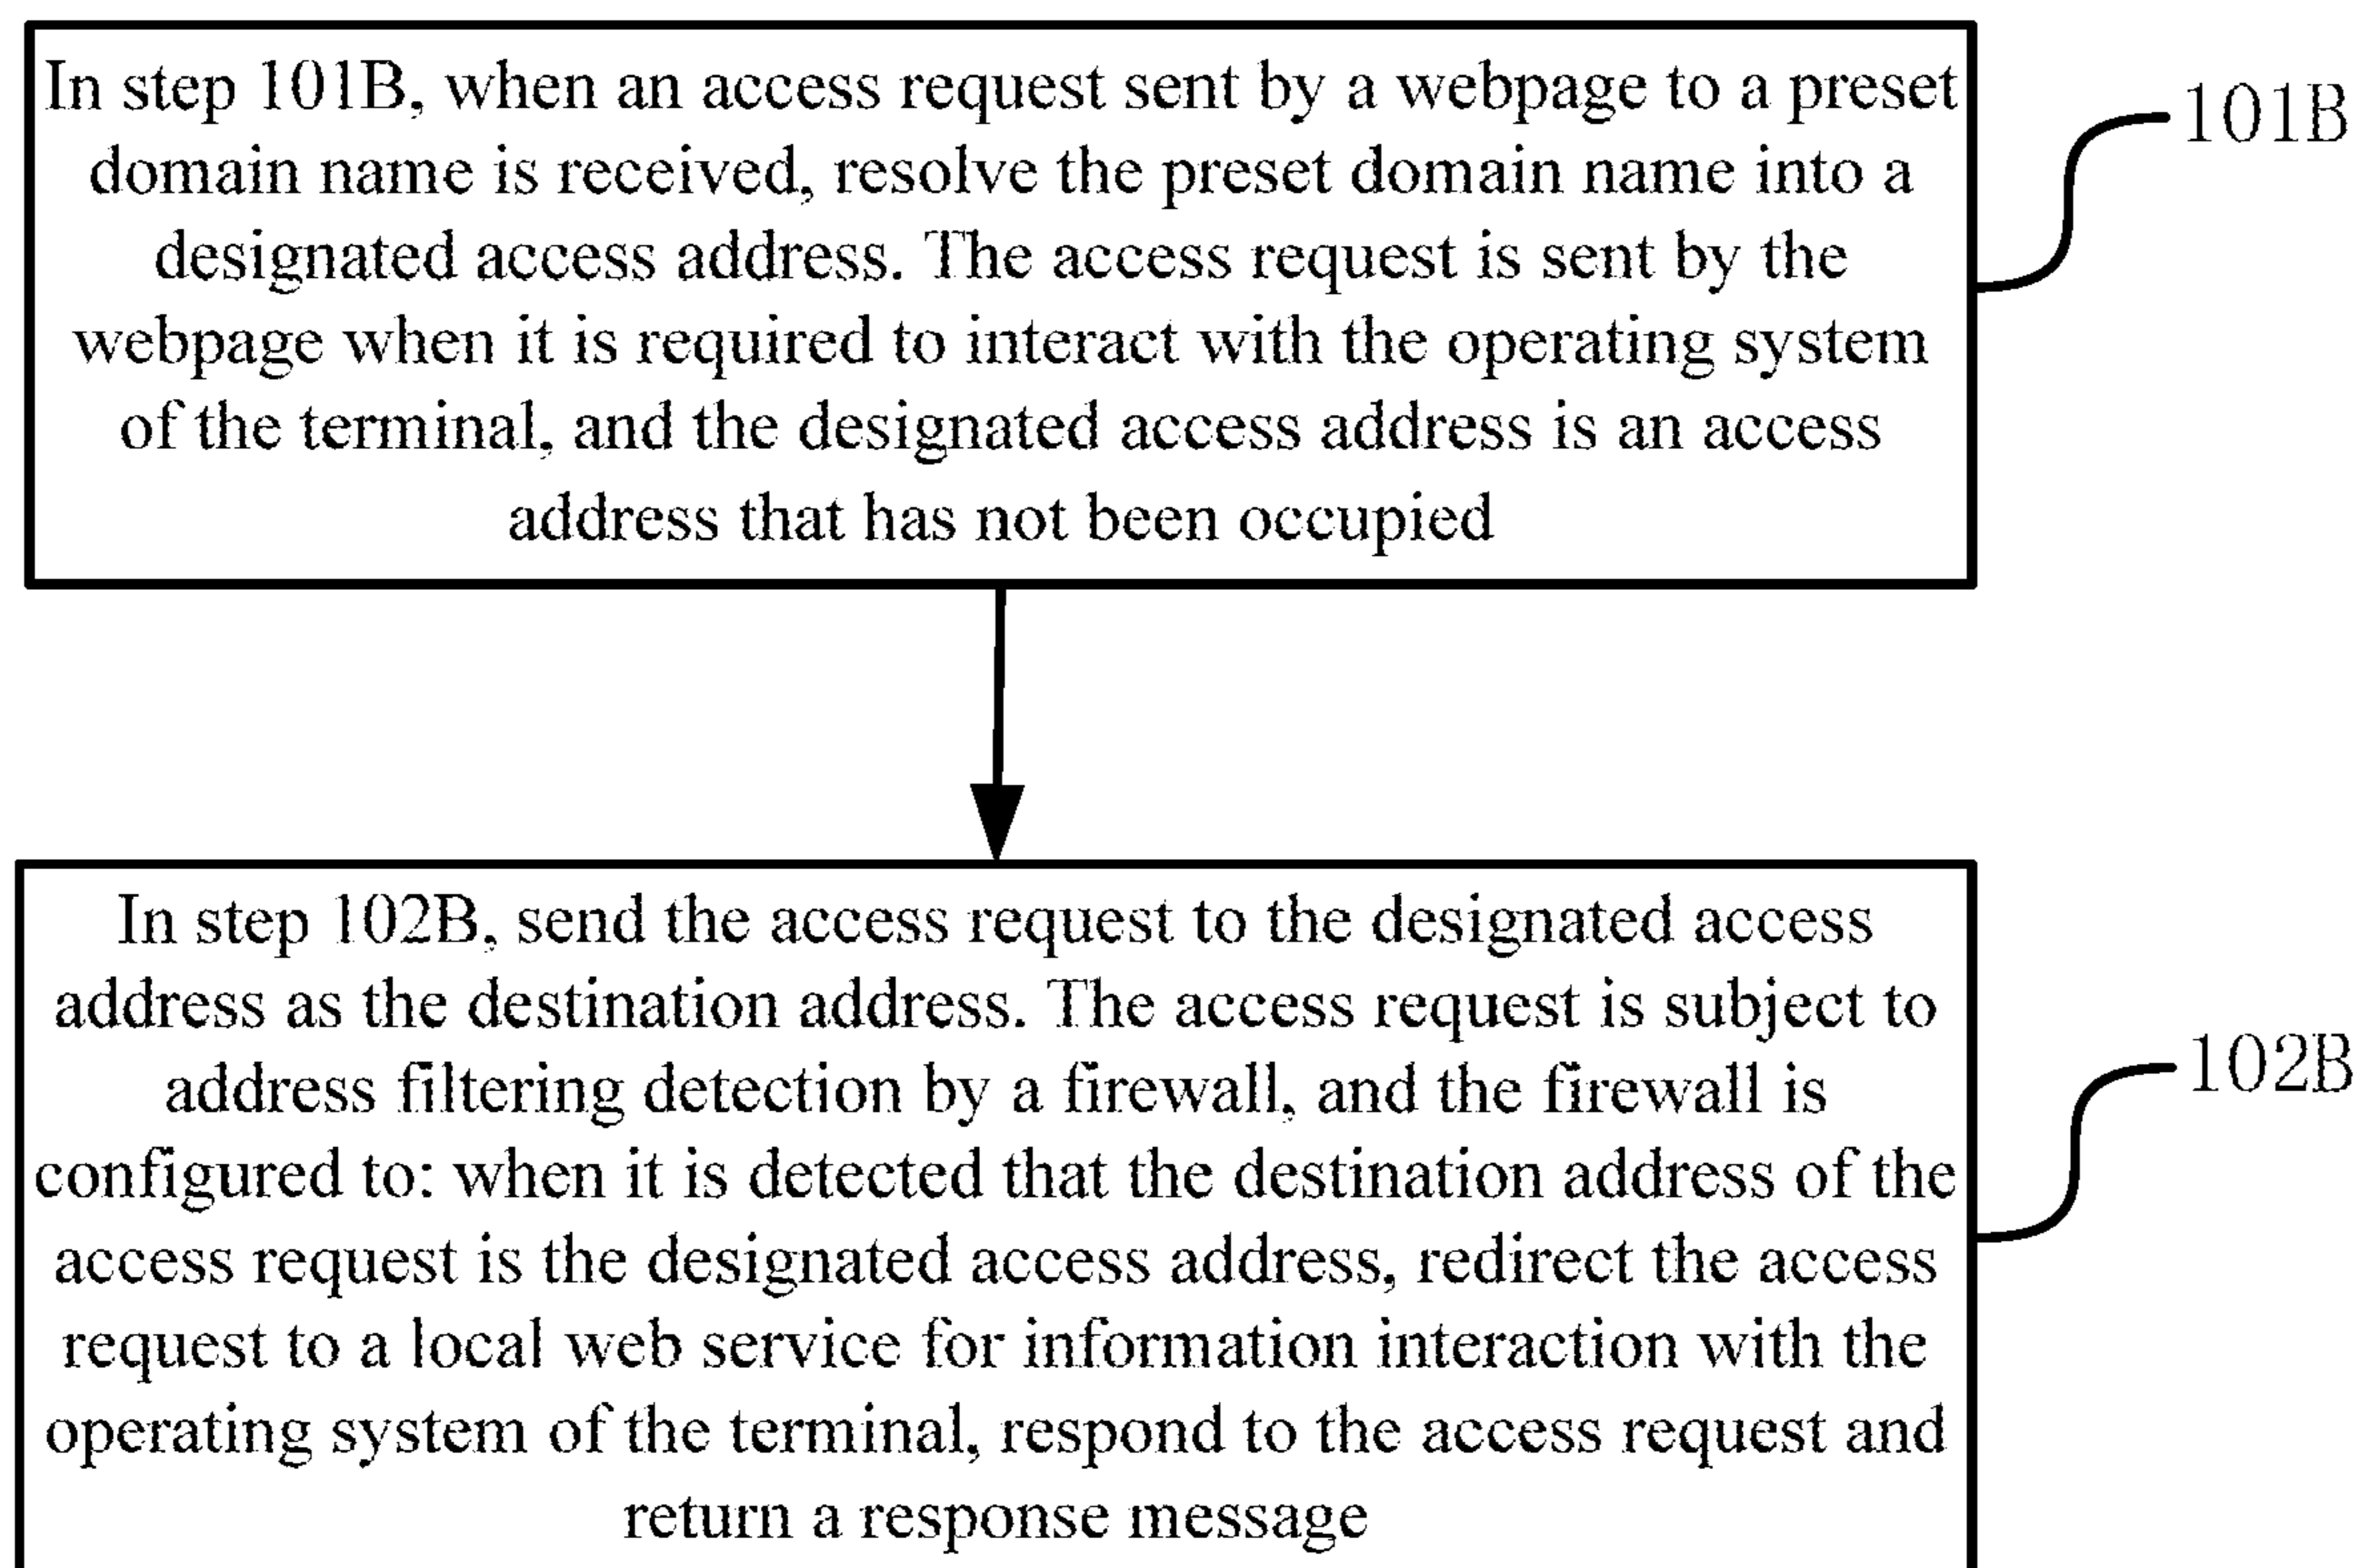 In step 101B, when an access request sent by a webpage to a preset
domain name is received, resolve the preset domain name into a
designated access address. The access request is sent by the
webpage when it is required to interact with the operating system
of the terminal, and the designated access address is an access
address that has not been occupied
101B
In step 102B, send the access request to the designated access
address as the destination address. The access request is subject to
address filtering detection by a firewall, and the firewall is
configured to: when it is detected that the destination address of the
access request is the designated access address, redirect the access
request to a local web service for information interaction with the
operating system of the terminal, respond to the access request and
return a response message
102B